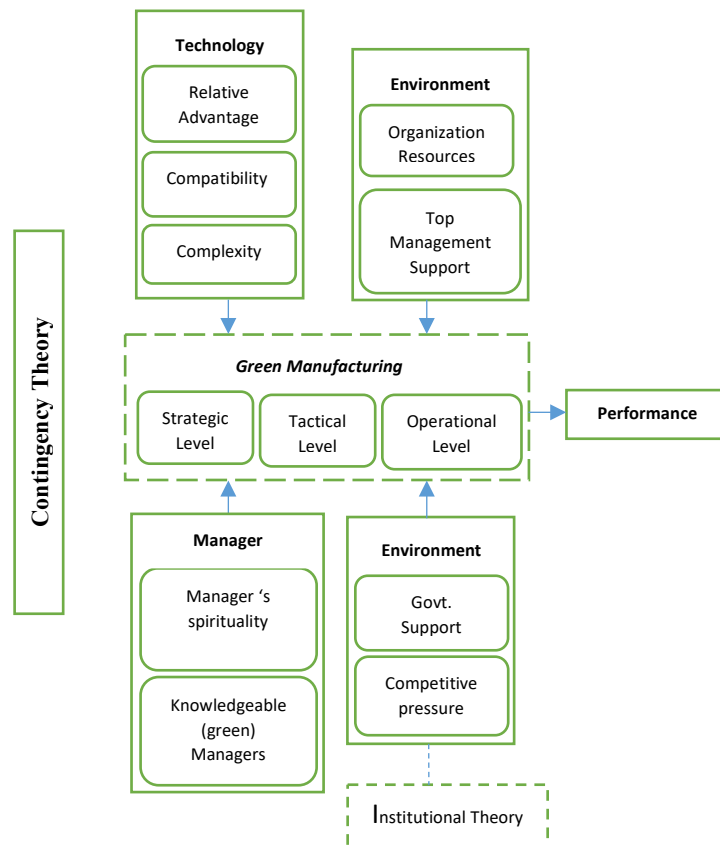 Technology
Relative
Advantage
Compatibility
Complexity
Environment
Organization
Resources
Top
Management
Support
Contingency Theory
Green Manufacturing
Strategic
Level
Tactical
Level
Operational
Level
Performance
Manager
Manager ‘s
spirituality
Knowledgeable
(green)
Managers
Environment
Govt.
Support
Competitive
pressure
Institutional Theory